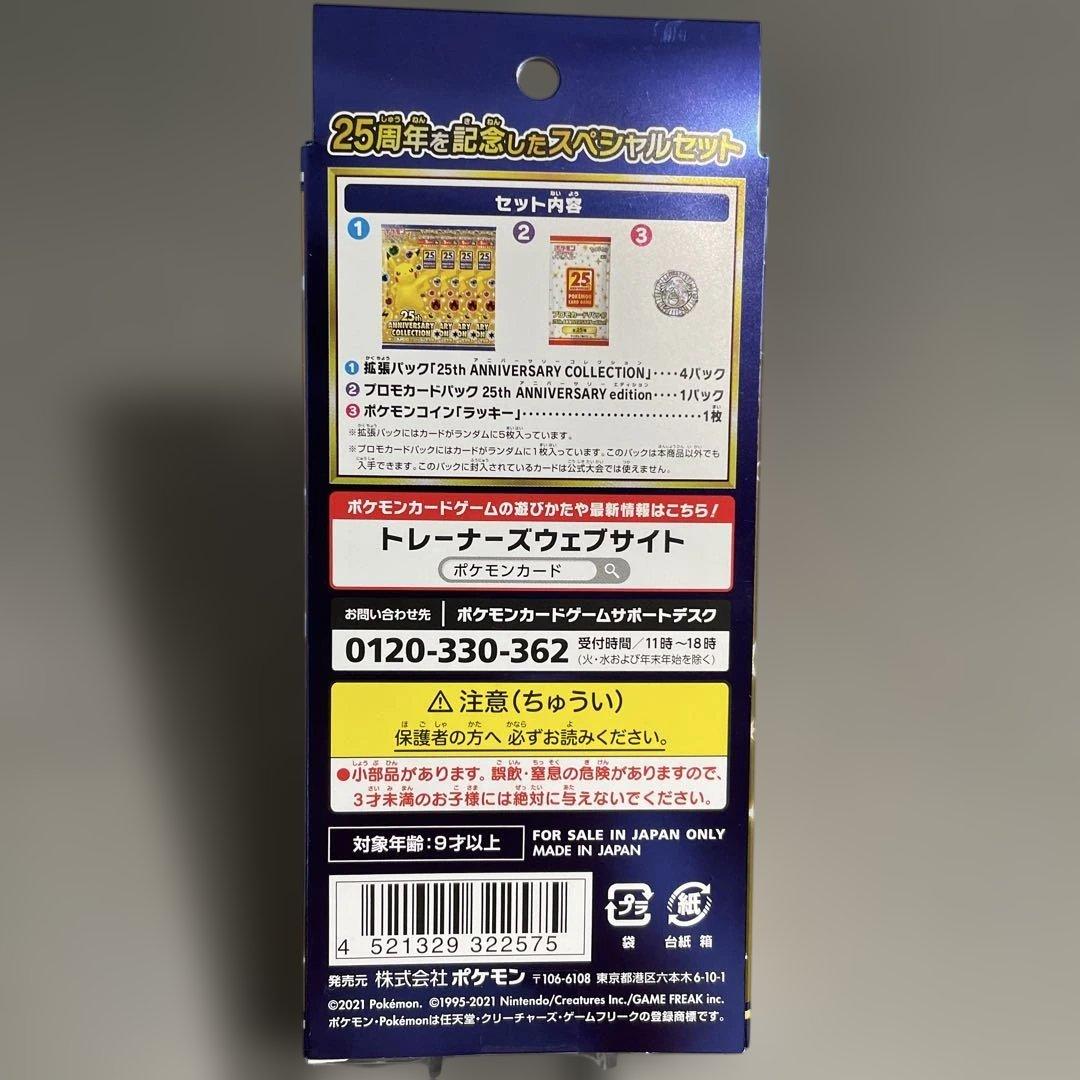 25周年を記念したスペシャルセット
セット内容
1 2 3
25th
ANNIVERSARY
COLLECTION
25
POKÉMON
CARD GAME
1 拡張パック「25th ANNIVERSARY COLLECTION」････4パック
2 プロモカードパック 25th ANNIVERSARY edition････1パック
3 ポケモンコイン「ラッキー」････････････････････････････1枚
※拡張パックにはカードがランダムに5枚入っています。
※プロモカードパックにはカードがランダムに1枚入っています。このパックは本商品以外でも
入手できます。このパックに封入されているカードは公式大会では使えません。
ポケモンカードゲームの遊びかたや最新情報はこちら!
トレーナーズウェブサイト
ポケモンカード
お問い合わせ先 ポケモンカードゲームサポートデスク
0120-330-362 受付時間/11時~18時
(火・水および年末年始を除く)
⚠注意(ちゅうい)
保護者の方へ 必ずお読みください。
●小部品があります。誤飲・窒息の危険がありますので、
3才未満のお子様には絶対に与えないでください。
対象年齢:9才以上
FOR SALE IN JAPAN ONLY
MADE IN JAPAN
プラ 紙
袋 台紙 箱
4 521329 322575
発売元 株式会社ポケモン 〒106-6108 東京都港区六本木6-10-1
©2021 Pokémon. ©1995-2021 Nintendo/Creatures Inc./GAME FREAK inc.
ポケモン・Pokémonは任天堂・クリーチャーズ・ゲームフリークの登録商標です。